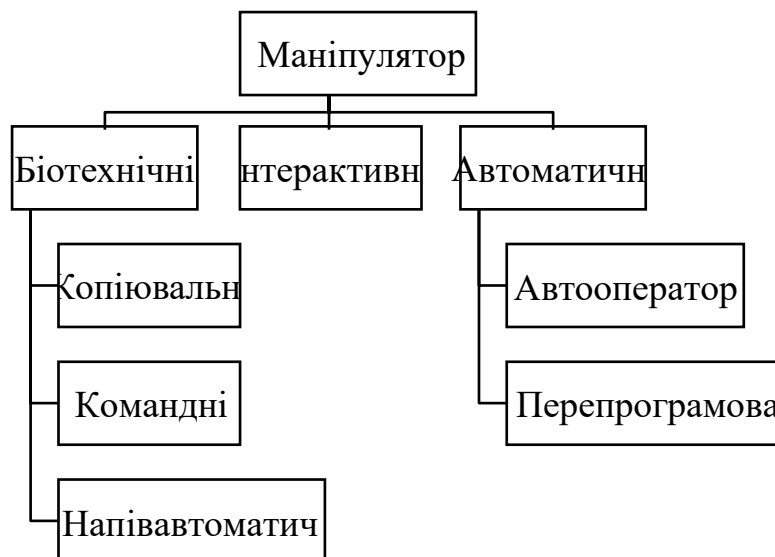 Маніпулятор
Біотехнічні
нтерактивн
Автоматичн
Копіювальн
Автооператор
Командні
Перепрограмова
Напівавтоматич